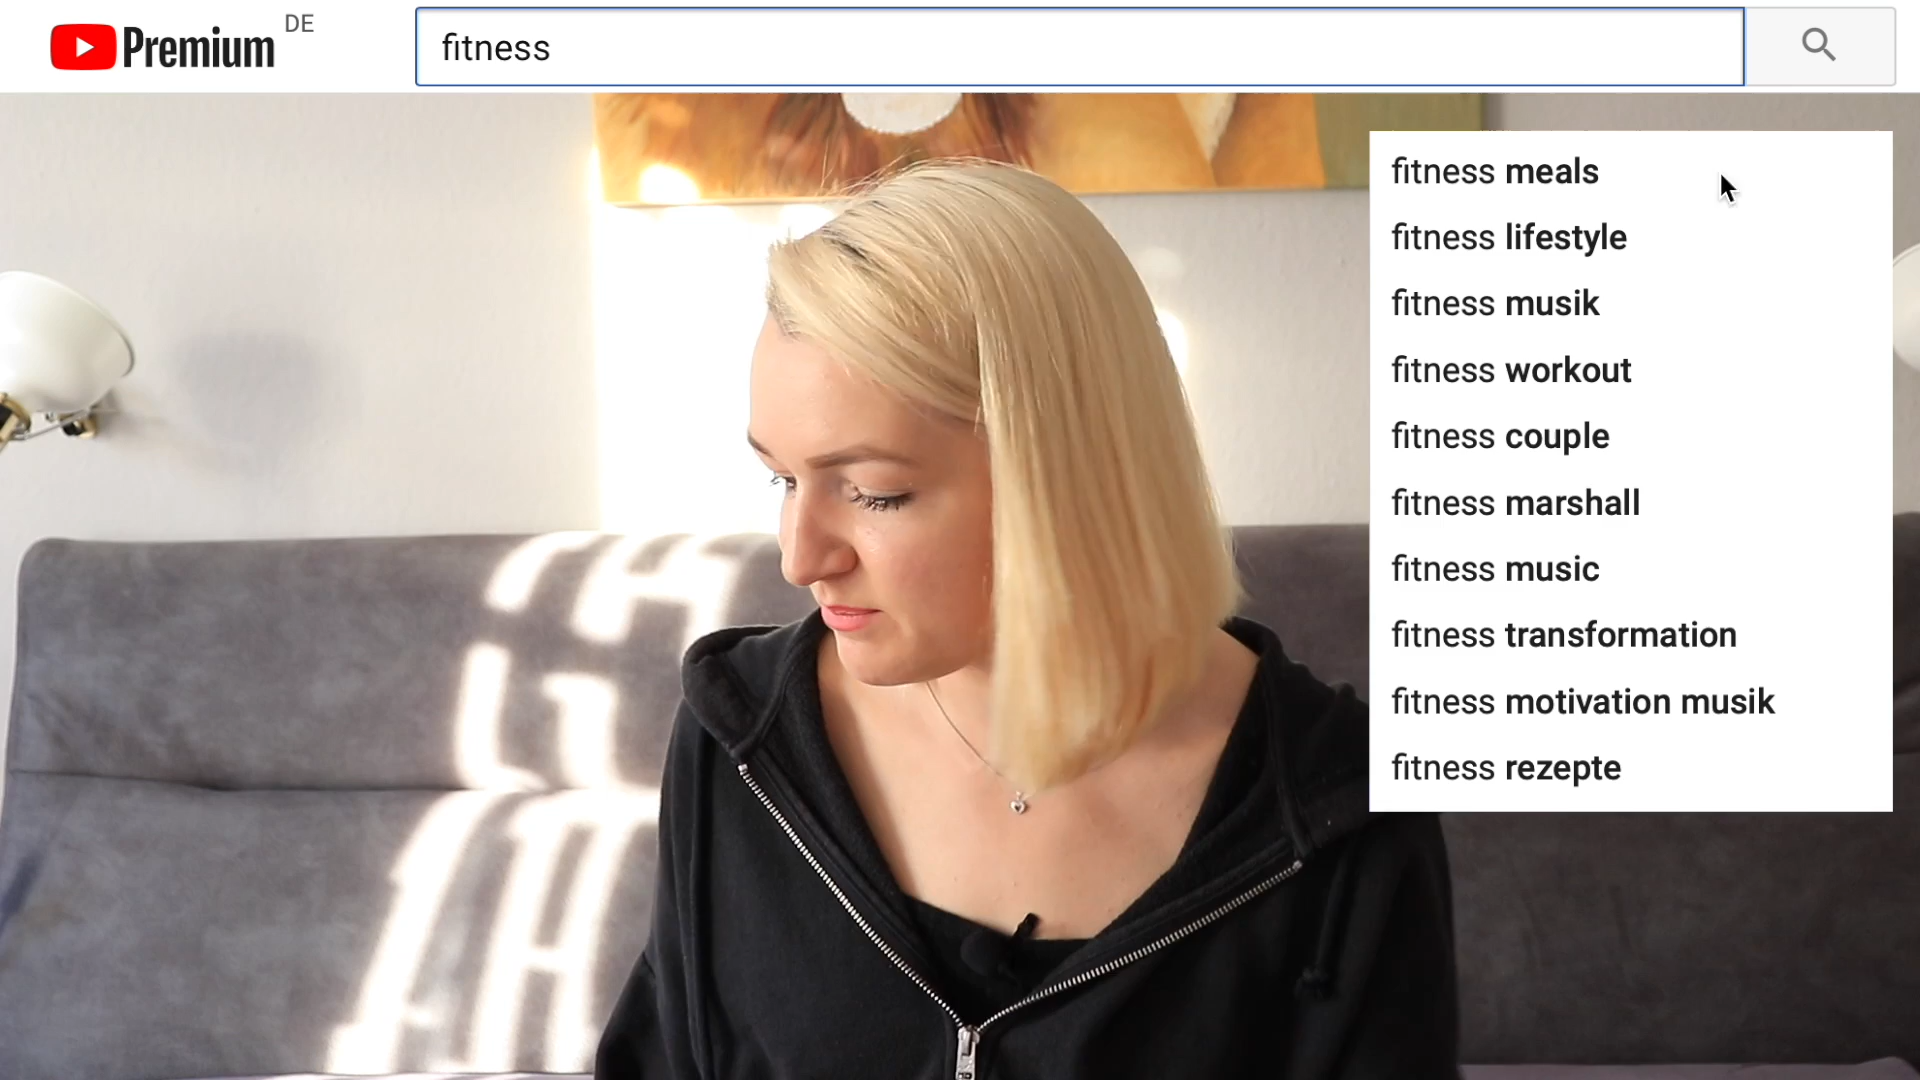 Premium DE
fitness
fitness meals
fitness lifestyle
fitness musik
fitness workout
fitness couple
fitness marshall
fitness music
fitness transformation
fitness motivation musik
fitness rezepte